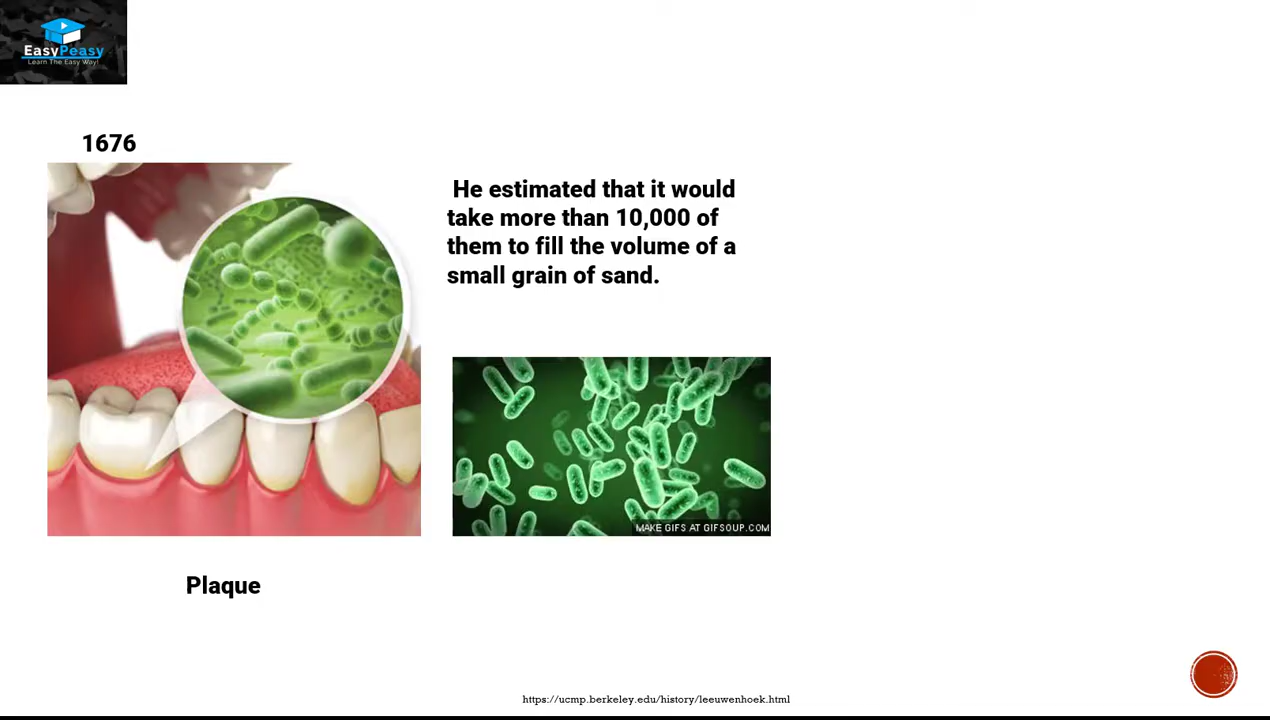 EasyPeasy
Learn The Easy Way!
1676
He estimated that it would
take more than 10,000 of
them to fill the volume of a
small grain of sand.
MAKE GIFS AT GIFSOUP.COM
Plaque
https://ucmp.berkeley.edu/history/leeuwenhoek.html